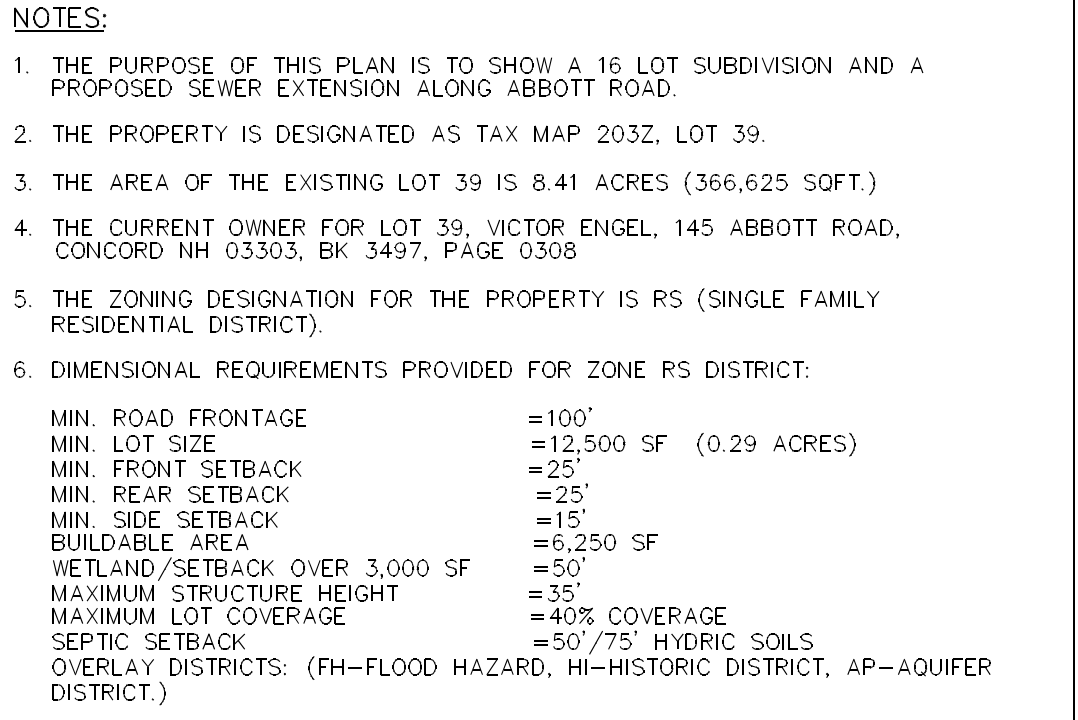 NOTES:
1. THE PURPOSE OF THIS PLAN IS TO SHOW A 16 LOT SUBDIVISION AND A
PROPOSED SEWER EXTENSION ALONG ABBOTT ROAD.
2. THE PROPERTY IS DESIGNATED AS TAX MAP 203Z, LOT 39.
3. THE AREA OF THE EXISTING LOT 39 IS 8.41 ACRES (366,625 SQFT.)
4. THE CURRENT OWNER FOR LOT 39, VICTOR ENGEL, 145 ABBOTT ROAD,
CONCORD NH 03303, BK 3497, PAGE 0308
5. THE ZONING DESIGNATION FOR THE PROPERTY IS RS (SINGLE FAMILY
RESIDENTIAL DISTRICT).
6. DIMENSIONAL REQUIREMENTS PROVIDED FOR ZONE RS DISTRICT:
MIN. ROAD FRONTAGE =100'
MIN. LOT SIZE =12,500 SF (0.29 ACRES)
MIN. FRONT SETBACK =25'
MIN. REAR SETBACK =25'
MIN. SIDE SETBACK =15'
BUILDABLE AREA =6,250 SF
WETLAND/SETBACK OVER 3,000 SF =50'
MAXIMUM STRUCTURE HEIGHT =35'
MAXIMUM LOT COVERAGE =40% COVERAGE
SEPTIC SETBACK =50'/75' HYDRIC SOILS
OVERLAY DISTRICTS: (FH-FLOOD HAZARD, HI-HISTORIC DISTRICT, AP-AQUIFER
DISTRICT.)